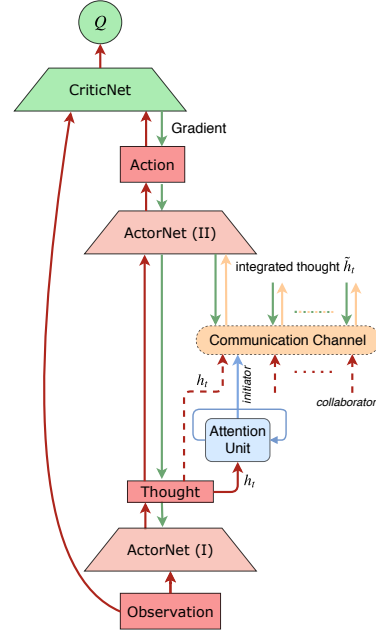 Q
CriticNet
Gradient
Action
ActorNet (II)
integrated thought h̃t
Communication Channel
ht
initiator
collaborator
Attention
Unit
Thought
ht
ActorNet (I)
Observation